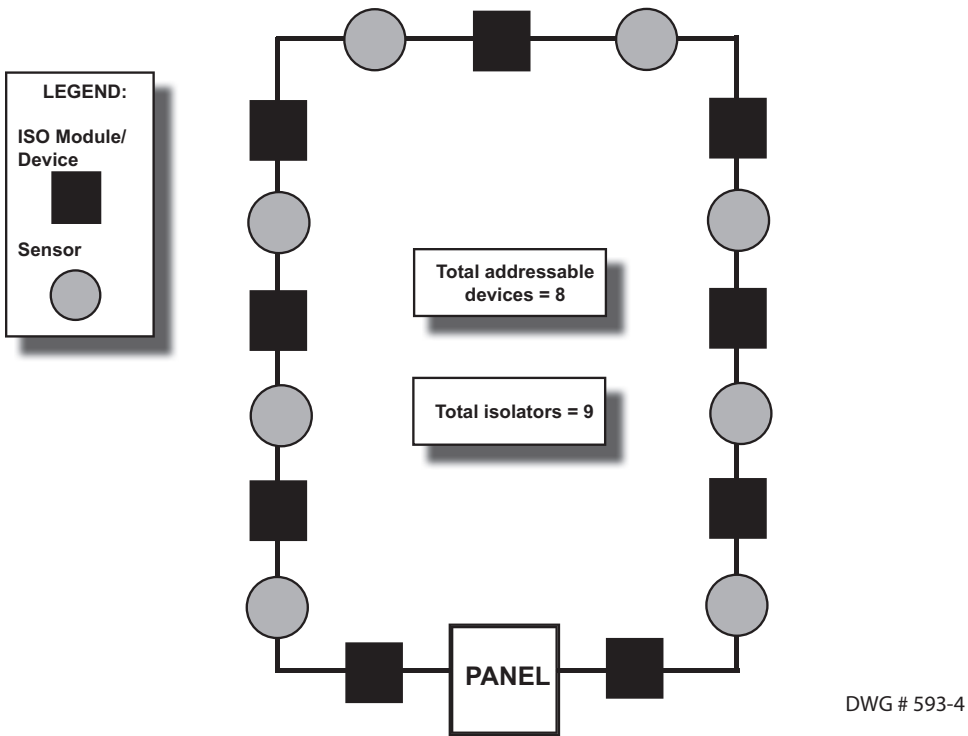 LEGEND:
ISO Module/
Device
Sensor
Total addressable
devices = 8
Total isolators = 9
PANEL
DWG # 593-4